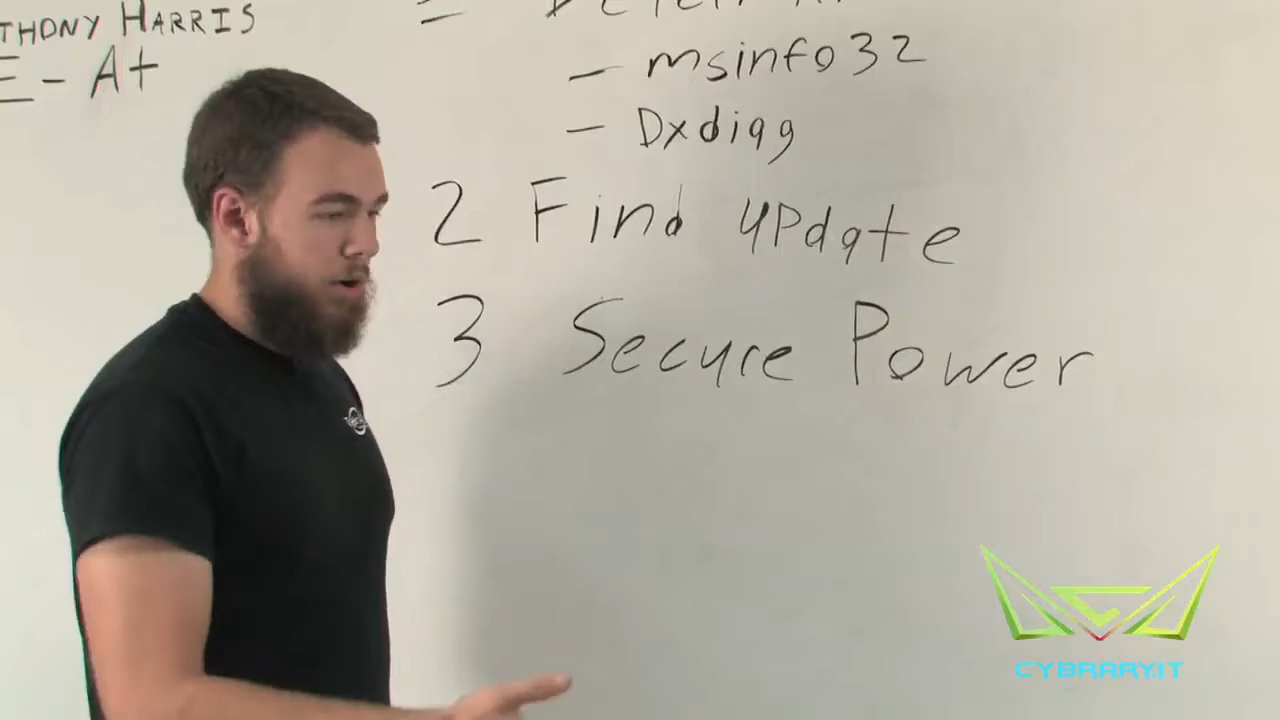 THONY HARRIS
E - A+
- msinfo32
- Dxdiag
2 Find update
3 Secure Power
CYBRARY.IT